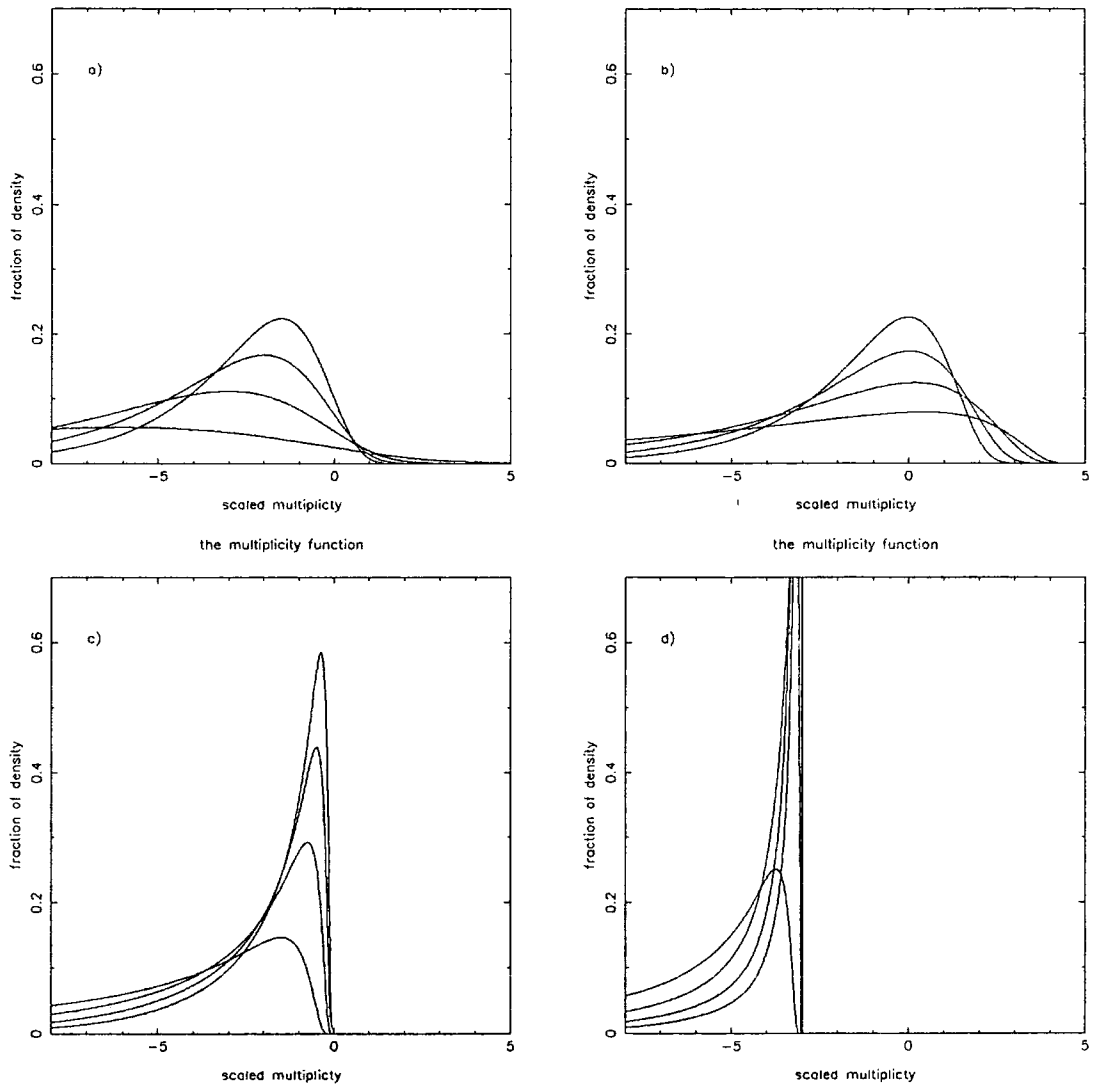 a)
0.6
0.4
0.2
0
fraction of density
-5
0
5
scaled multiplicty
the multiplicity function
b)
0.6
0.4
0.2
0
fraction of density
-5
0
5
scaled multiplicty
the multiplicity function
c)
0.6
0.4
0.2
0
fraction of density
-5
0
5
scaled multiplicty
d)
0.6
0.4
0.2
0
fraction of density
-5
0
5
scaled multiplicty